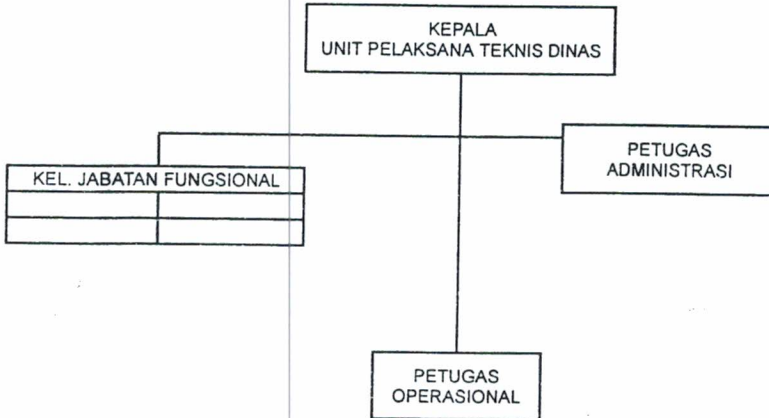 KEPALA
UNIT PELAKSANA TEKNIS DINAS
PETUGAS
ADMINISTRASI
KEL. JABATAN FUNGSIONAL
PETUGAS
OPERASIONAL